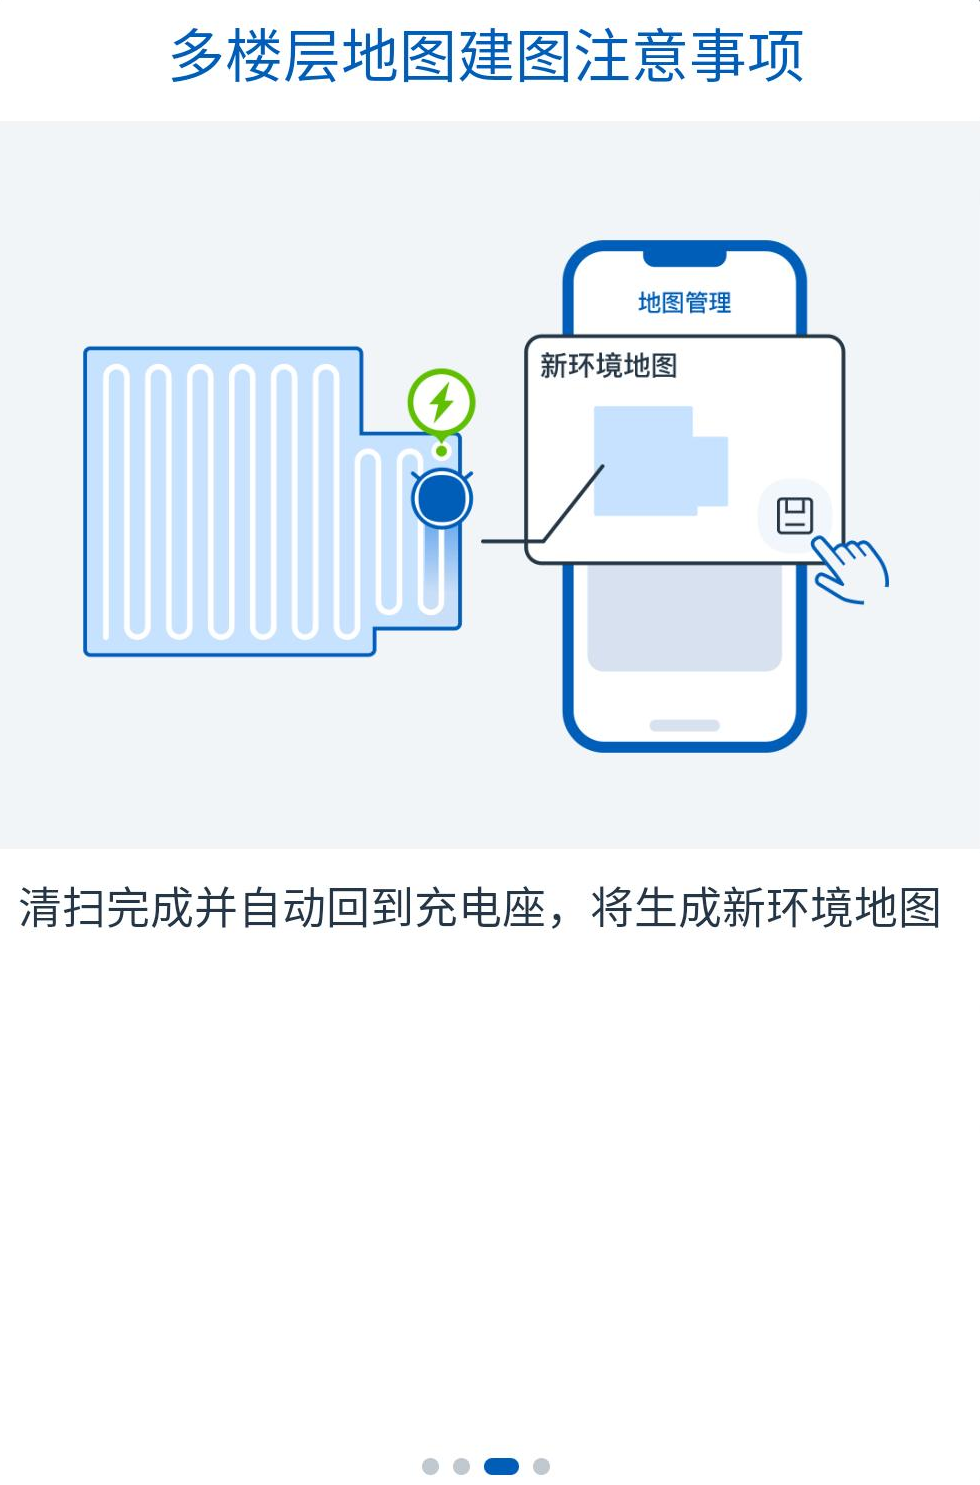 多楼层地图建图注意事项
地图管理
新环境地图
清扫完成并自动回到充电座，将生成新环境地图